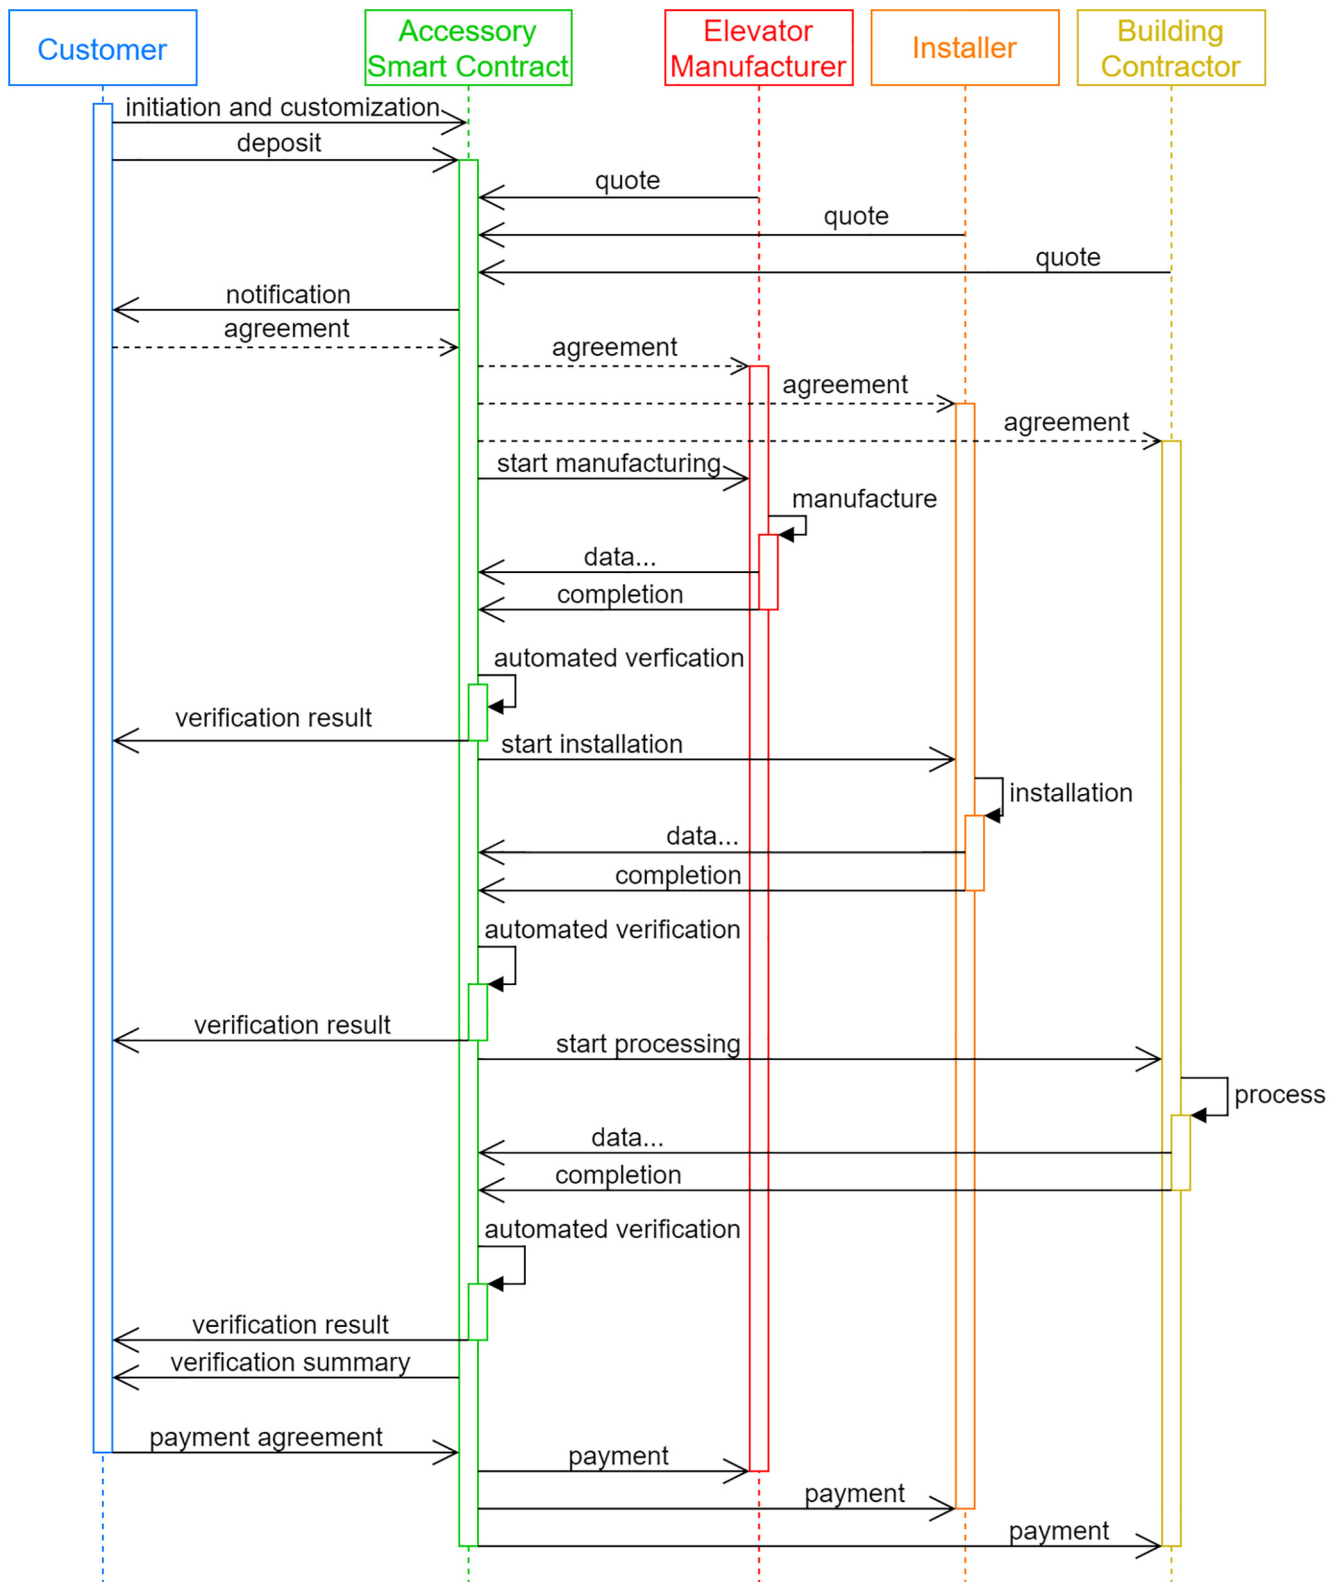 Customer
Accessory
Smart Contract
Elevator
Manufacturer
Installer
Building
Contractor
initiation and customization
deposit
quote
quote
quote
notification
agreement
agreement
agreement
agreement
start manufacturing
manufacture
data...
completion
automated verfication
verification result
start installation
installation
data...
completion
automated verification
verification result
start processing
process
data...
completion
automated verification
verification result
verification summary
payment agreement
payment
payment
payment